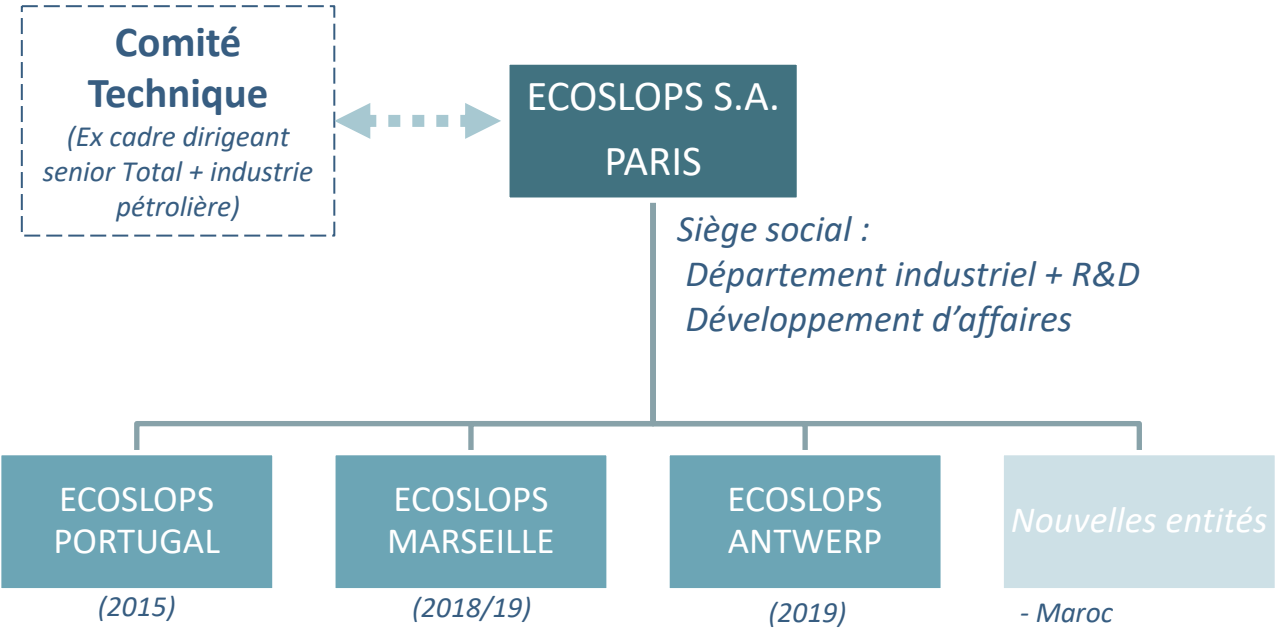 Comité
Technique
(Ex cadre dirigeant
senior Total + industrie
pétrolière)
ECOSLOPS S.A.
PARIS
Siège social :
Département industriel + R&D
Développement d’affaires
ECOSLOPS
PORTUGAL
(2015)
ECOSLOPS
MARSEILLE
(2018/19)
ECOSLOPS
ANTWERP
(2019)
Nouvelles entités
- Maroc